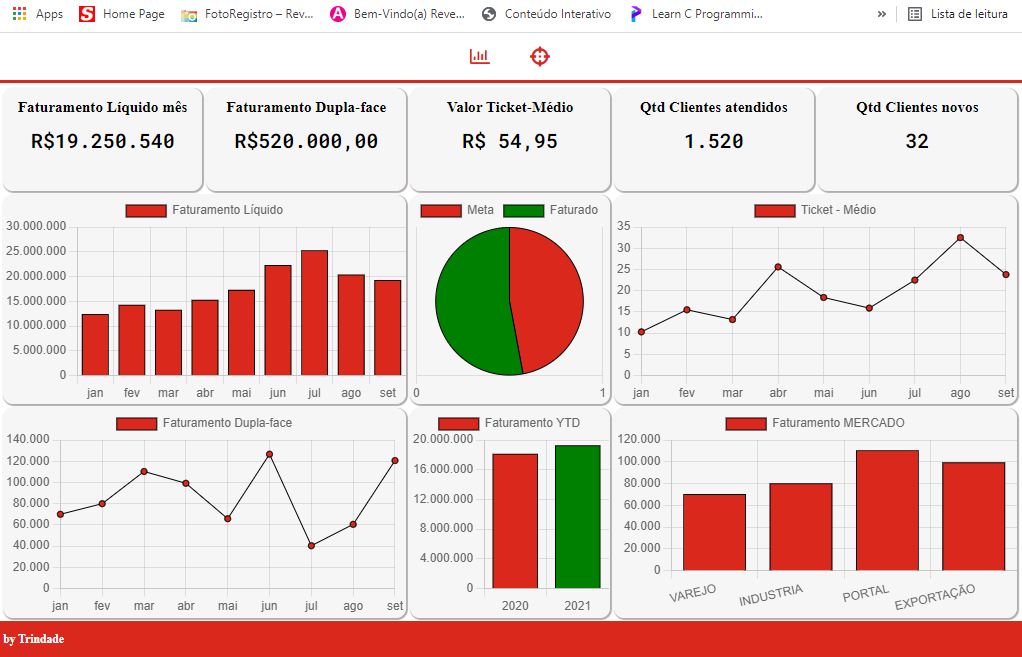 Apps Home Page FotoRegistro – Rev... Bem-Vindo(a) Reve... Conteúdo Interativo Learn C Programmi... » Lista de leitura
Faturamento Líquido mês
R$19.250.540
Faturamento Dupla-face
R$520.000,00
Valor Ticket-Médio
R$ 54,95
Qtd Clientes atendidos
1.520
Qtd Clientes novos
32
Faturamento Líquido
30.000.000
25.000.000
20.000.000
15.000.000
10.000.000
5.000.000
0
jan fev mar abr mai jun jul ago set
Meta Faturado
0 1
Ticket - Médio
35
30
25
20
15
10
5
0
jan fev mar abr mai jun jul ago set
Faturamento Dupla-face
140.000
120.000
100.000
80.000
60.000
40.000
20.000
0
jan fev mar abr mai jun jul ago set
Faturamento YTD
20.000.000
16.000.000
12.000.000
8.000.000
4.000.000
0
2020 2021
Faturamento MERCADO
120.000
100.000
80.000
60.000
40.000
20.000
0
VAREJO INDUSTRIA PORTAL EXPORTAÇÃO
by Trindade